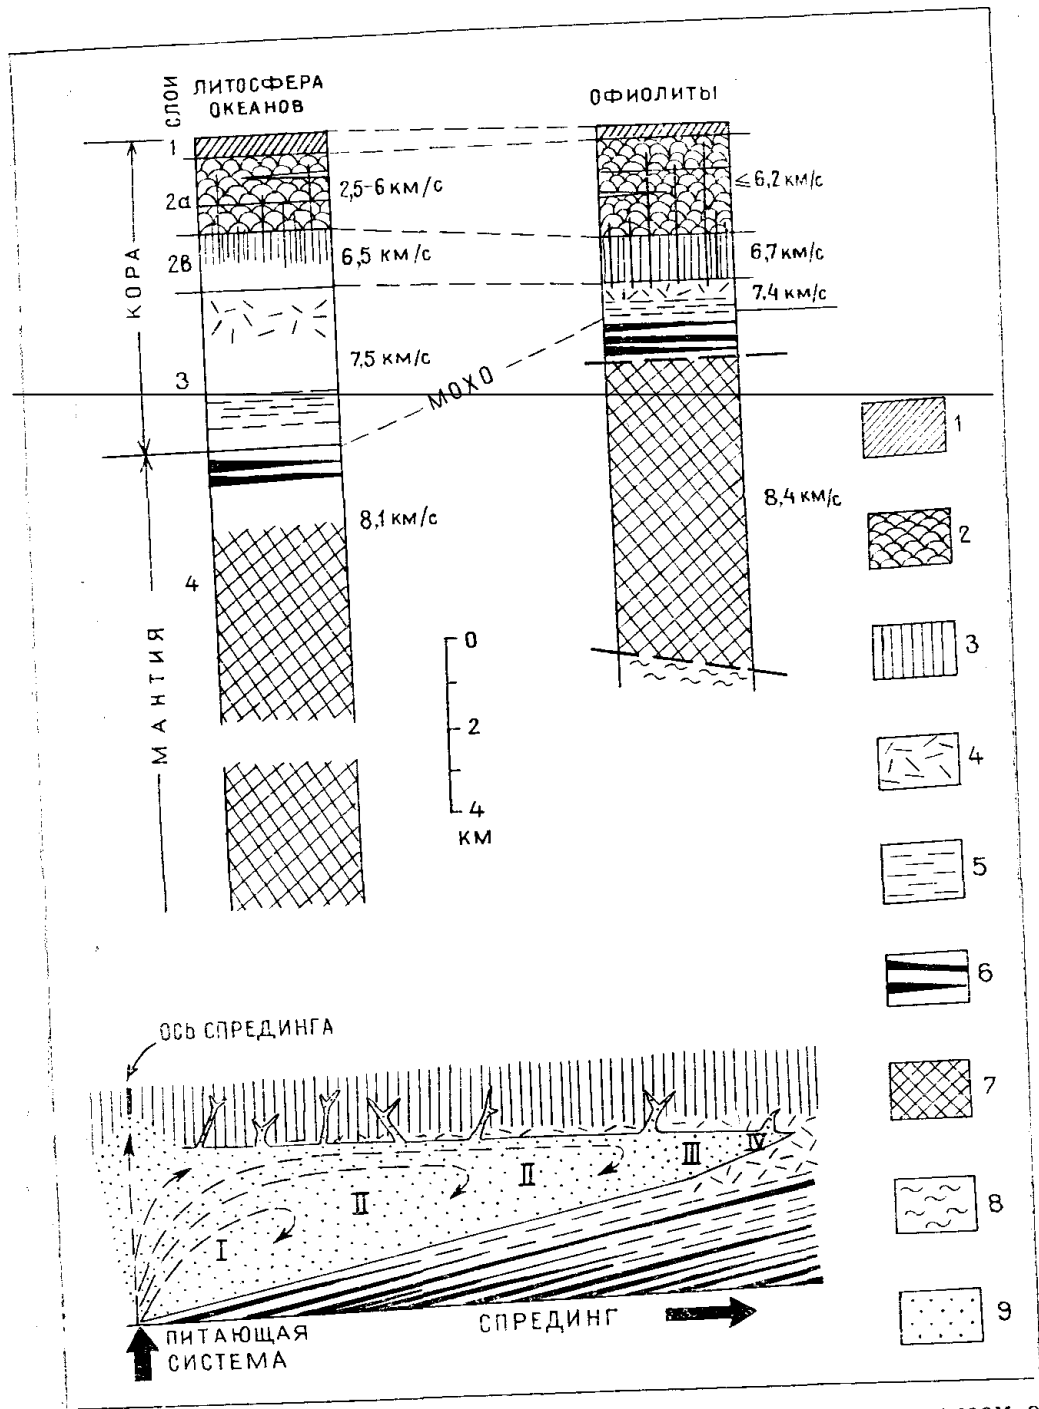 СЛОИ
ЛИТОСФЕРА
ОКЕАНОВ
ОФИОЛИТЫ
1
2а
2,5-6 КМ/С
≤6,2 КМ/С
2в
6,5 КМ/С
6,7 КМ/С
КОРА
7.4 КМ/С
7,5 КМ/С
3
МОХО
1
8,1 КМ/С
8,4 КМ/С
2
4
МАНТИЯ
0
2
4
КМ
3
4
5
6
7
8
9
ОСЬ СПРЕДИНГА
I
II
II
III
IV
ПИТАЮЩАЯ
СИСТЕМА
СПРЕДИНГ